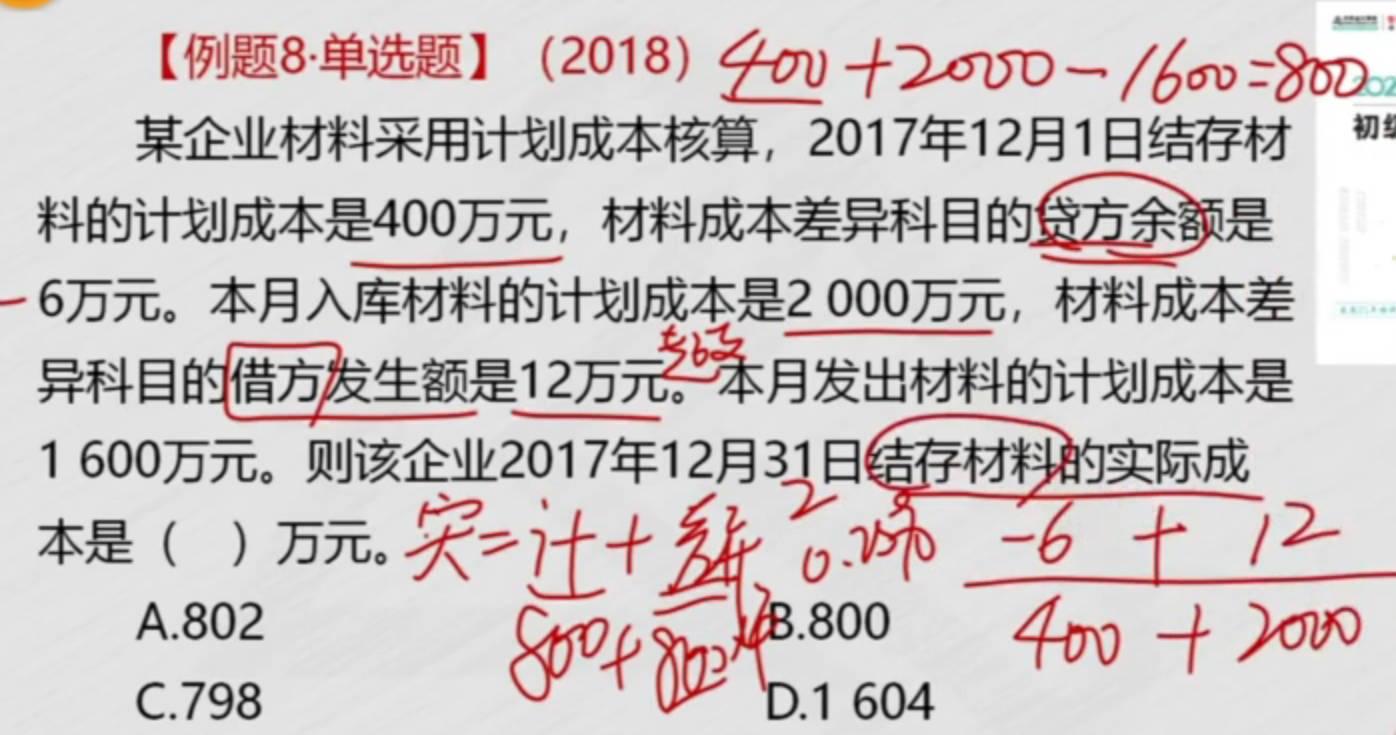 【例题8·单选题】（2018） 400+2000-1600=800
202
初级
某企业材料采用计划成本核算，2017年12月1日结存材
料的计划成本是400万元，材料成本差异科目的贷方余额是
- 6万元。本月入库材料的计划成本是2 000万元，材料成本差
超支
异科目的借方发生额是12万元。本月发出材料的计划成本是
1 600万元。则该企业2017年12月31日结存材料的实际成
本是（　）万元。 实=计+差异 -6 + 12
0.25%
A.802 B.800 400 + 2000
800+800×
C.798 D.1 604